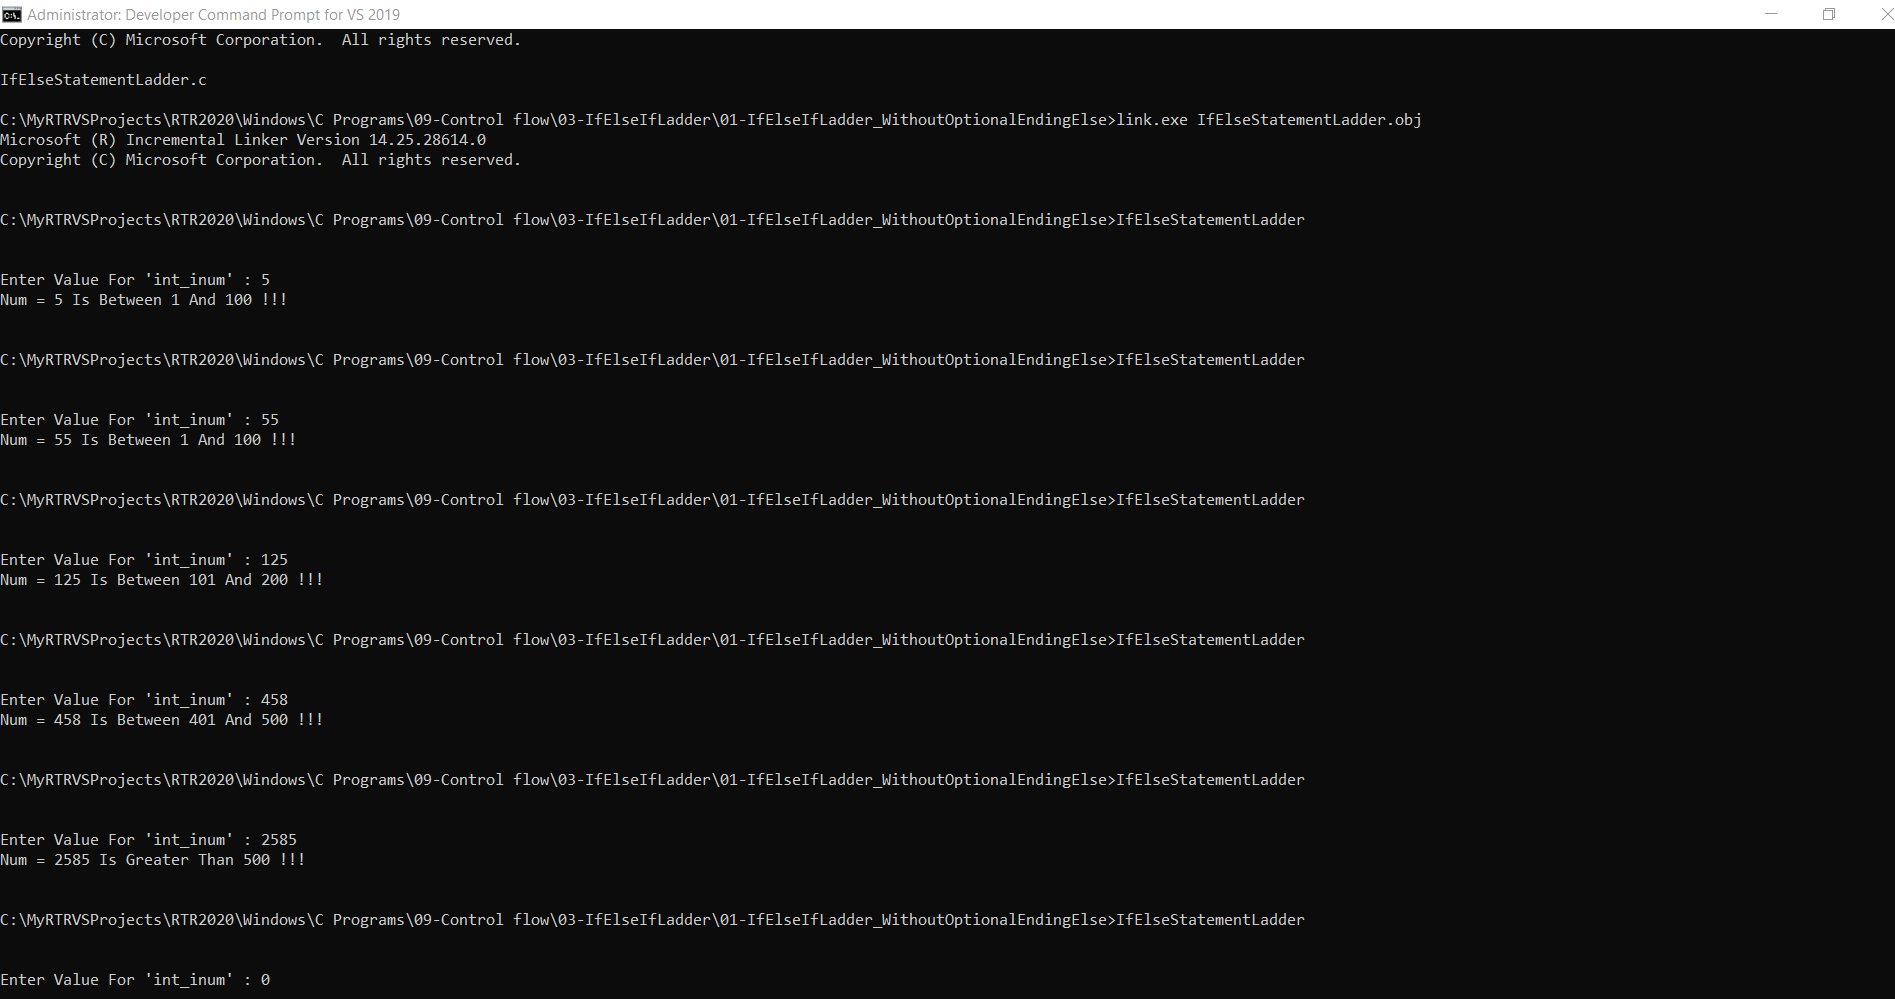 Administrator: Developer Command Prompt for VS 2019
Copyright (C) Microsoft Corporation.  All rights reserved.
IfElseStatementLadder.c
C:\MyRTRVSProjects\RTR2020\Windows\C Programs\09-Control flow\03-IfElseIfLadder\01-IfElseIfLadder_WithoutOptionalEndingElse>link.exe IfElseStatementLadder.obj
Microsoft (R) Incremental Linker Version 14.25.28614.0
Copyright (C) Microsoft Corporation.  All rights reserved.
C:\MyRTRVSProjects\RTR2020\Windows\C Programs\09-Control flow\03-IfElseIfLadder\01-IfElseIfLadder_WithoutOptionalEndingElse>IfElseStatementLadder
Enter Value For 'int_inum' : 5
Num = 5 Is Between 1 And 100 !!!
C:\MyRTRVSProjects\RTR2020\Windows\C Programs\09-Control flow\03-IfElseIfLadder\01-IfElseIfLadder_WithoutOptionalEndingElse>IfElseStatementLadder
Enter Value For 'int_inum' : 55
Num = 55 Is Between 1 And 100 !!!
C:\MyRTRVSProjects\RTR2020\Windows\C Programs\09-Control flow\03-IfElseIfLadder\01-IfElseIfLadder_WithoutOptionalEndingElse>IfElseStatementLadder
Enter Value For 'int_inum' : 125
Num = 125 Is Between 101 And 200 !!!
C:\MyRTRVSProjects\RTR2020\Windows\C Programs\09-Control flow\03-IfElseIfLadder\01-IfElseIfLadder_WithoutOptionalEndingElse>IfElseStatementLadder
Enter Value For 'int_inum' : 458
Num = 458 Is Between 401 And 500 !!!
C:\MyRTRVSProjects\RTR2020\Windows\C Programs\09-Control flow\03-IfElseIfLadder\01-IfElseIfLadder_WithoutOptionalEndingElse>IfElseStatementLadder
Enter Value For 'int_inum' : 2585
Num = 2585 Is Greater Than 500 !!!
C:\MyRTRVSProjects\RTR2020\Windows\C Programs\09-Control flow\03-IfElseIfLadder\01-IfElseIfLadder_WithoutOptionalEndingElse>IfElseStatementLadder
Enter Value For 'int_inum' : 0